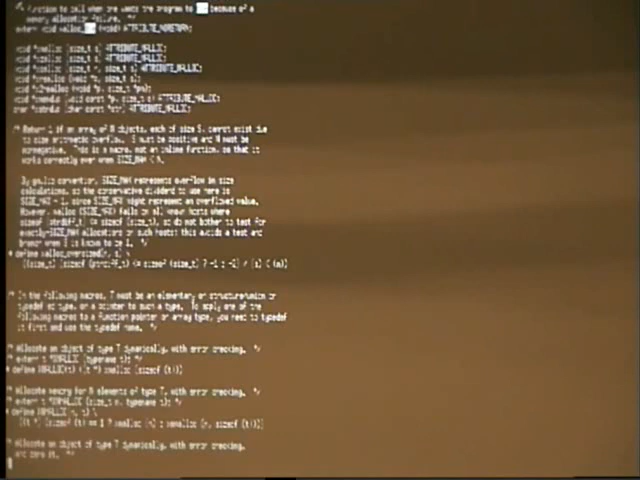 /* Function to call when one wants the program to because of a
memory allocation failure. */
extern void xalloc_ (void) ATTRIBUTE_NORETURN;
void *xmalloc (size_t s) ATTRIBUTE_MALLOC;
void *xzalloc (size_t s) ATTRIBUTE_MALLOC;
void *xcalloc (size_t n, size_t s) ATTRIBUTE_MALLOC;
void *xrealloc (void *p, size_t s);
void *x2realloc (void *p, size_t *pn);
void *xmemdup (void const *p, size_t s) ATTRIBUTE_MALLOC;
char *xstrdup (char const *str) ATTRIBUTE_MALLOC;
/* Return 1 if an array of N objects, each of size S, cannot exist due
to size arithmetic overflow. S must be positive and N must be
nonnegative. This is a macro, not an inline function, so that it
works correctly even when SIZE_MAX < N.
By gnulib convention, SIZE_MAX represents overflow in size
calculations, so the conservative dividend to use here is
SIZE_MAX - 1, since SIZE_MAX might represent an overflowed value.
However, malloc (SIZE_MAX) fails on all known hosts where
sizeof (ptrdiff_t) <= sizeof (size_t), so do not bother to test for
exactly-SIZE_MAX allocations on such hosts; this avoids a test and
branch when S is known to be 1. */
# define xalloc_oversized(n, s) \
((size_t) (sizeof (ptrdiff_t) <= sizeof (size_t) ? -1 : -2) / (s) < (n))
/* In the following macros, T must be an elementary or structure/union or
typedef'ed type, or a pointer to such a type. To apply one of the
following macros to a function pointer or array type, you need to typedef
it first and use the typedef name. */
/* Allocate an object of type T dynamically, with error checking. */
/* extern t *XMALLOC (typename t); */
# define XMALLOC(t) ((t *) xmalloc (sizeof (t)))
/* Allocate memory for N elements of type T, with error checking. */
/* extern t *XNMALLOC (size_t n, typename t); */
# define XNMALLOC(n, t) \
((t *) (sizeof (t) == 1 ? xmalloc (n) : xnmalloc (n, sizeof (t))))
/* Allocate an object of type T dynamically, with error checking,
and zero it. */